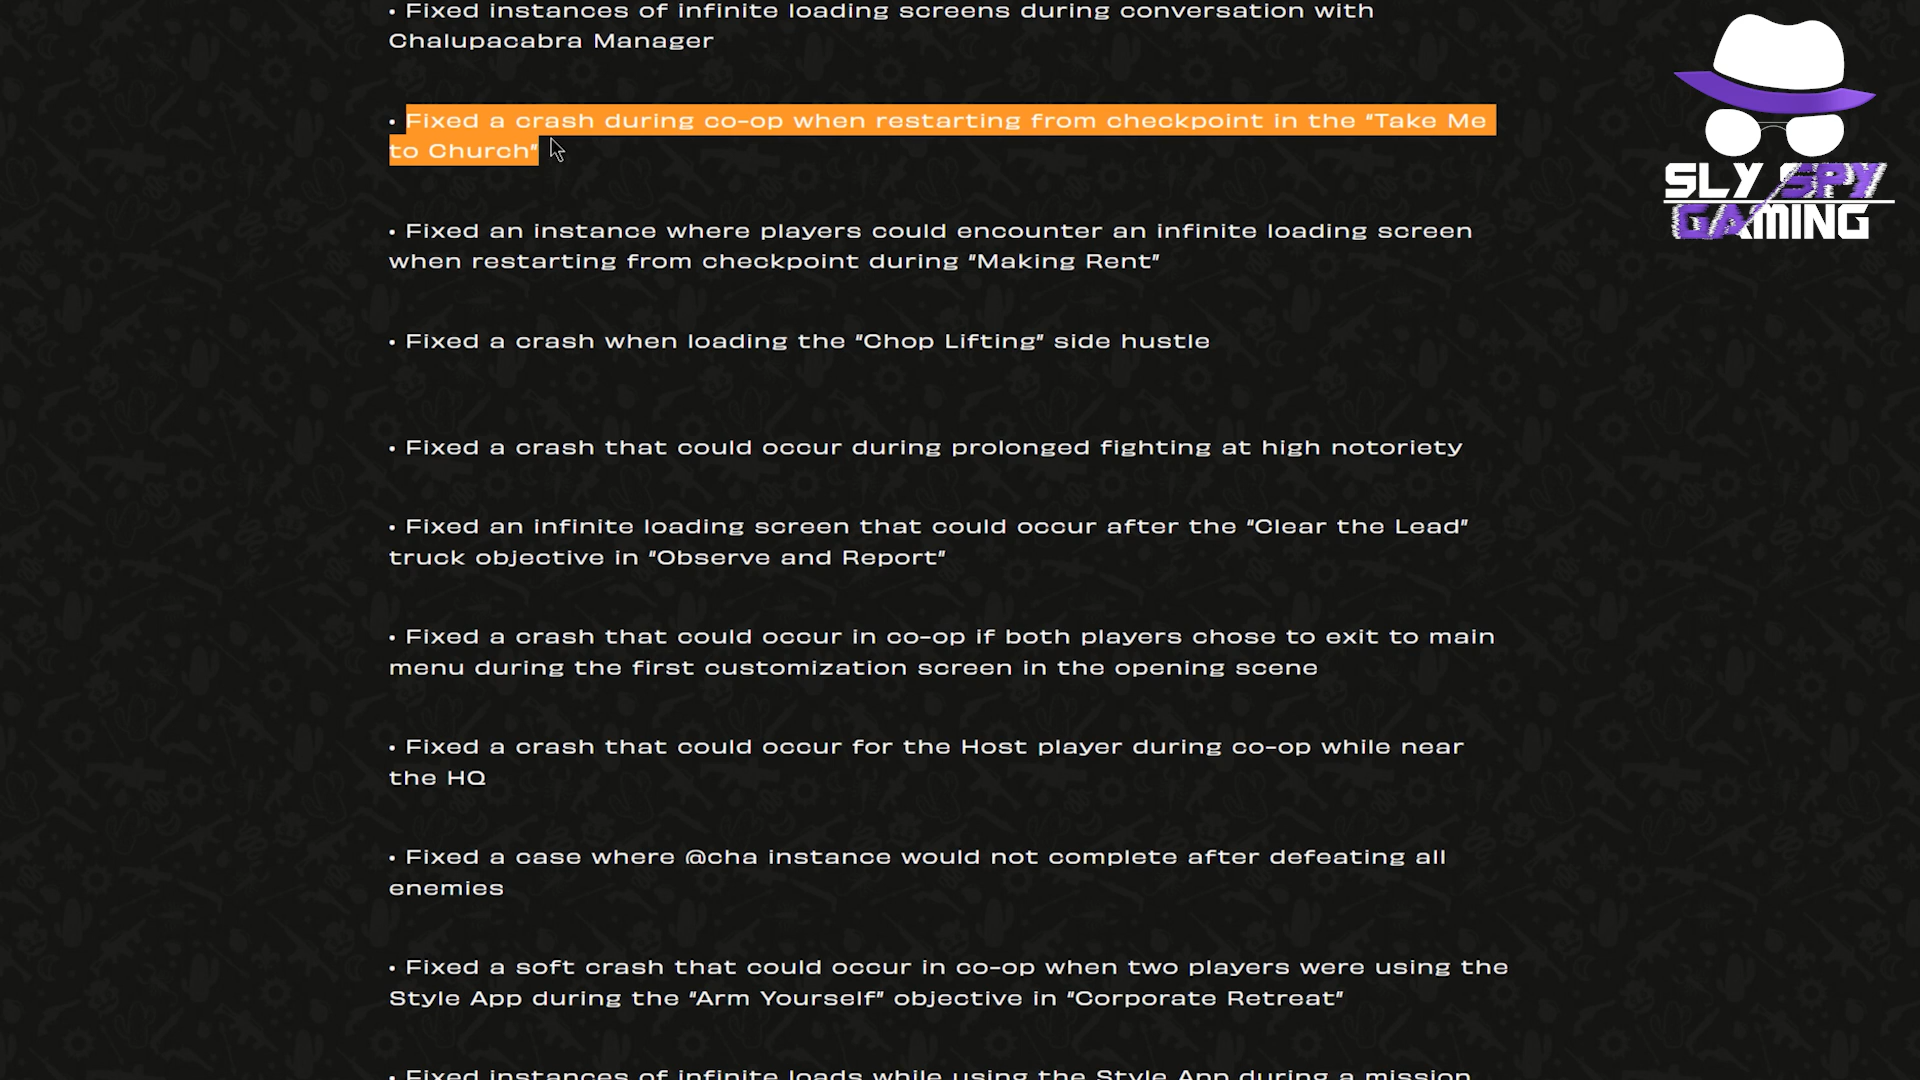 • Fixed instances of infinite loading screens during conversation with
Chalupacabra Manager
• Fixed a crash during co-op when restarting from checkpoint in the “Take Me
to Church”
• Fixed an instance where players could encounter an infinite loading screen
when restarting from checkpoint during “Making Rent”
• Fixed a crash when loading the “Chop Lifting” side hustle
• Fixed a crash that could occur during prolonged fighting at high notoriety
• Fixed an infinite loading screen that could occur after the “Clear the Lead”
truck objective in “Observe and Report”
• Fixed a crash that could occur in co-op if both players chose to exit to main
menu during the first customization screen in the opening scene
• Fixed a crash that could occur for the Host player during co-op while near
the HQ
• Fixed a case where @cha instance would not complete after defeating all
enemies
• Fixed a soft crash that could occur in co-op when two players were using the
Style App during the “Arm Yourself” objective in “Corporate Retreat”
• Fixed instances of infinite loads while using the Style App during a mission
SLY SPY
GAMING